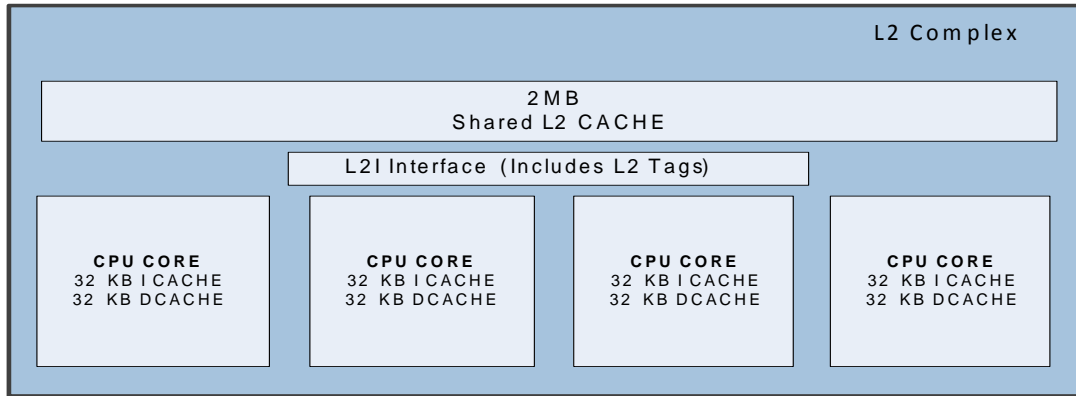 L2 Complex
2MB
Shared L2 CACHE
L2I Interface (Includes L2 Tags)
CPU CORE
32 KB I CACHE
32 KB DCACHE
CPU CORE
32 KB I CACHE
32 KB DCACHE
CPU CORE
32 KB I CACHE
32 KB DCACHE
CPU CORE
32 KB I CACHE
32 KB DCACHE